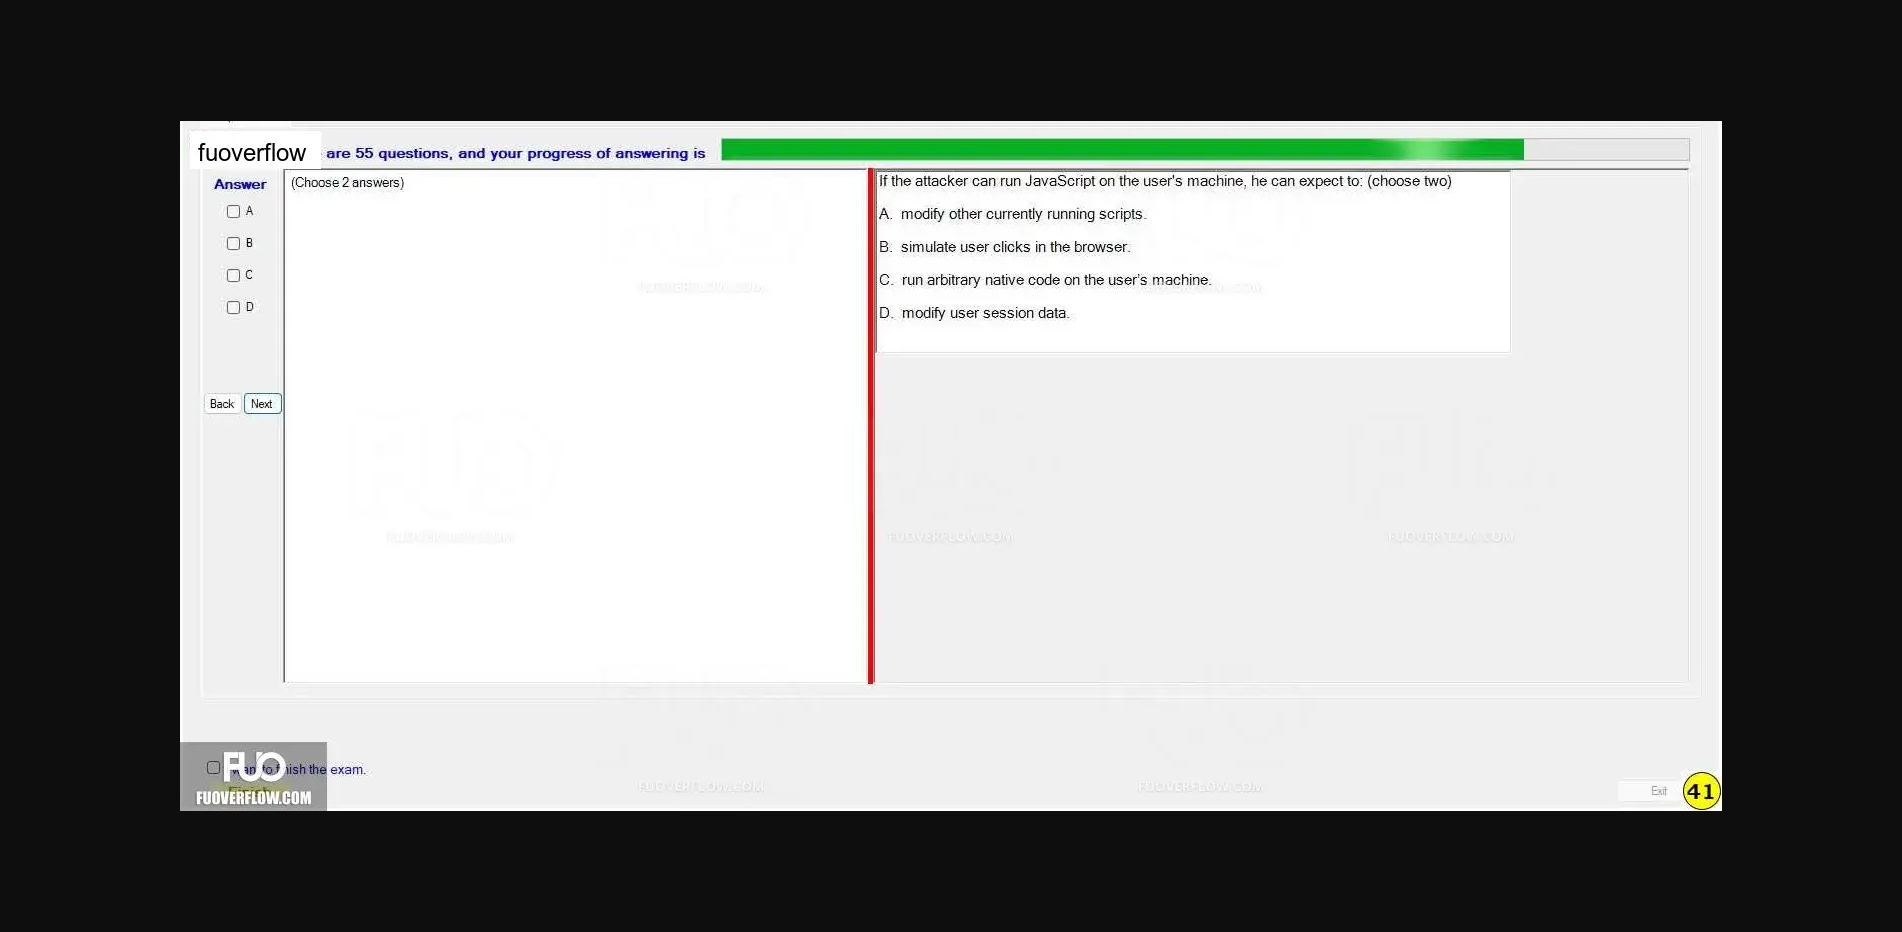 fuoverflow are 55 questions, and your progress of answering is
Answer
A
B
C
D
Back Next
(Choose 2 answers)
If the attacker can run JavaScript on the user's machine, he can expect to: (choose two)
A. modify other currently running scripts.
B. simulate user clicks in the browser.
C. run arbitrary native code on the user’s machine.
D. modify user session data.
FUOVERFLOW.COM
FUOVERFLOW.COM
FUOVERFLOW.COM
FUOVERFLOW.COM
FUOVERFLOW.COM
FUOVERFLOW.COM
FUOVERFLOW.COM
FUO
to finish the exam.
FUOVERFLOW.COM
Exit
41